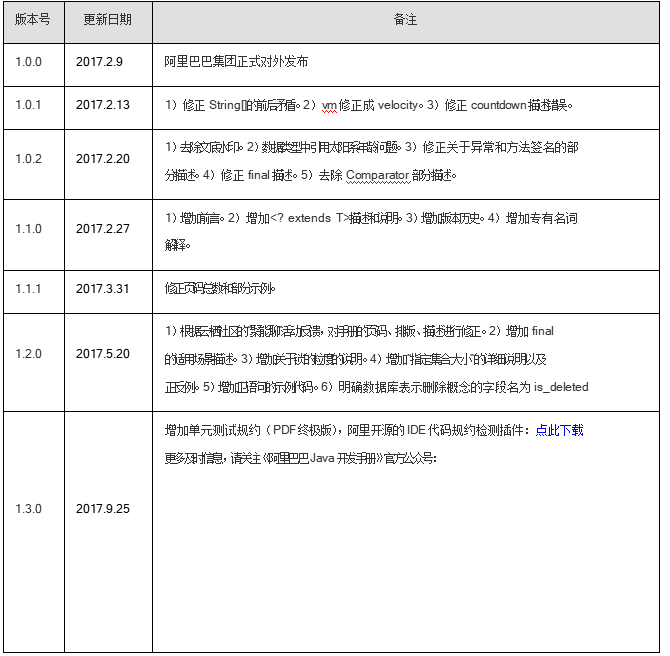 版本号 更新日期 备注
1.0.0 2017.2.9 阿里巴巴集团正式对外发布
1.0.1 2017.2.13 1）修正 String[]的前后矛盾。2）vm 修正成 velocity。3）修正 countdown 描述错误。
1.0.2 2017.2.20 1）去除文底水印。2）数据类型中引用太阳系年龄问题。3）修正关于异常和方法签名的部
分描述。4）修正 final 描述。5）去除 Comparator 部分描述。
1.1.0 2017.2.27 1）增加前言。2）增加<? extends T>描述和说明。3）增加版本历史。4）增加专有名词
解释。
1.1.1 2017.3.31 修正页码总数和部分示例。
1.2.0 2017.5.20 1）根据云栖社区的“聚能聊”活动反馈，对手册的页码、排版、描述进行修正。2）增加 final
的适用场景描述。3）增加关于锁的粒度的说明。4）增加“指定集合大小”的详细说明以及
正反例。5）增加卫语句的示例代码。6）明确数据库表示删除概念的字段名为 is_deleted
1.3.0 2017.9.25 增加单元测试规约（PDF 终极版），阿里开源的 IDE 代码规约检测插件：点此下载
更多及时信息，请关注《阿里巴巴 Java 开发手册》官方公众号：